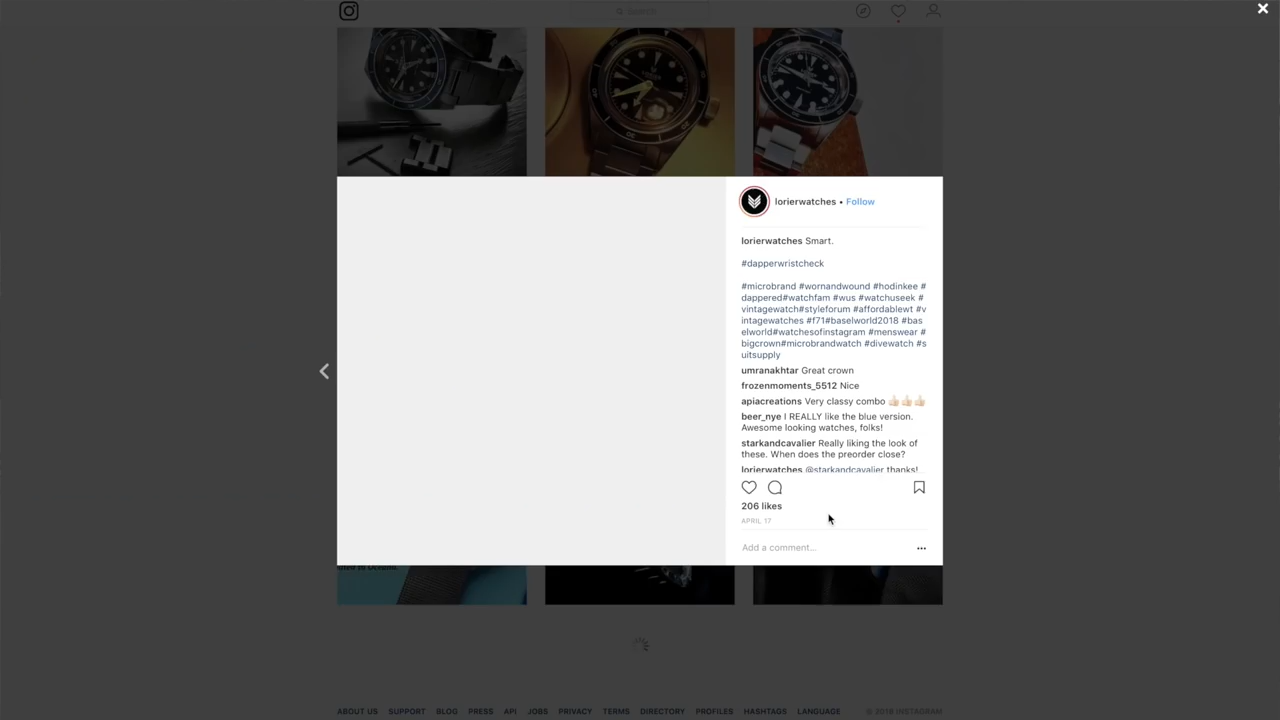 Search
lorierwatches • Follow
lorierwatches Smart.
#dapperwristcheck
#microbrand #wornandwound #hodinkee #
dappered#watchfam #wus #watchuseek #
vintagewatch#styleforum #affordablewt #v
intagewatches #f71#baselworld2018 #bas
elworld#watchesofinstagram #menswear #
bigcrown#microbrandwatch #divewatch #s
uitsupply
umranakhtar Great crown
frozenmoments_5512 Nice
apiacreations Very classy combo 👍🏻👍🏻👍🏻
beer_nye I REALLY like the blue version.
Awesome looking watches, folks!
starkandcavalier Really liking the look of
these. When does the preorder close?
lorierwatches @starkandcavalier thanks!
206 likes
APRIL 17
Add a comment...
ABOUT US SUPPORT BLOG PRESS API JOBS PRIVACY TERMS DIRECTORY PROFILES HASHTAGS LANGUAGE © 2018 INSTAGRAM